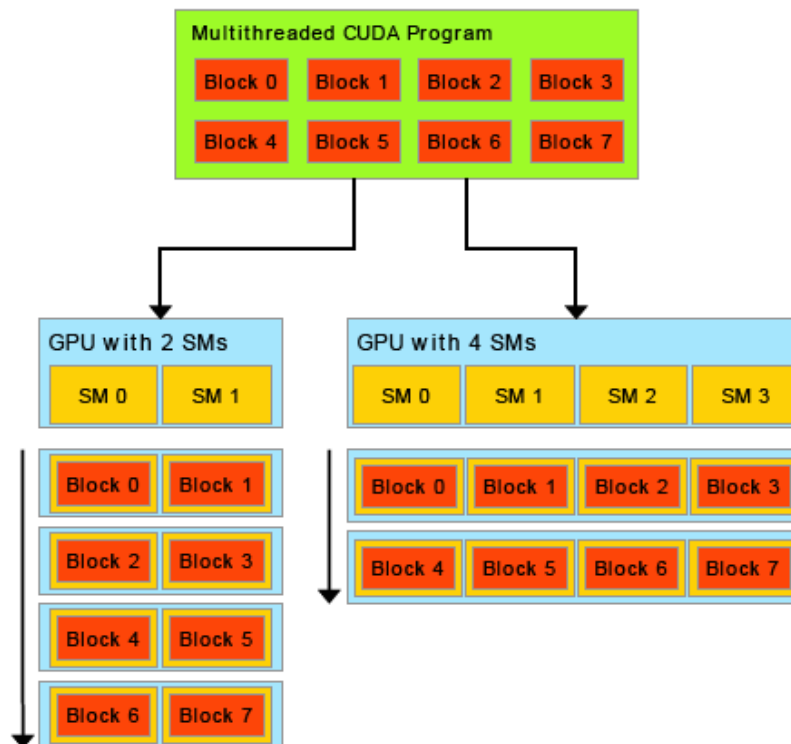 Multithreaded CUDA Program
Block 0 Block 1 Block 2 Block 3
Block 4 Block 5 Block 6 Block 7
GPU with 2 SMs
SM 0 SM 1
Block 0 Block 1
Block 2 Block 3
Block 4 Block 5
Block 6 Block 7
GPU with 4 SMs
SM 0 SM 1 SM 2 SM 3
Block 0 Block 1 Block 2 Block 3
Block 4 Block 5 Block 6 Block 7